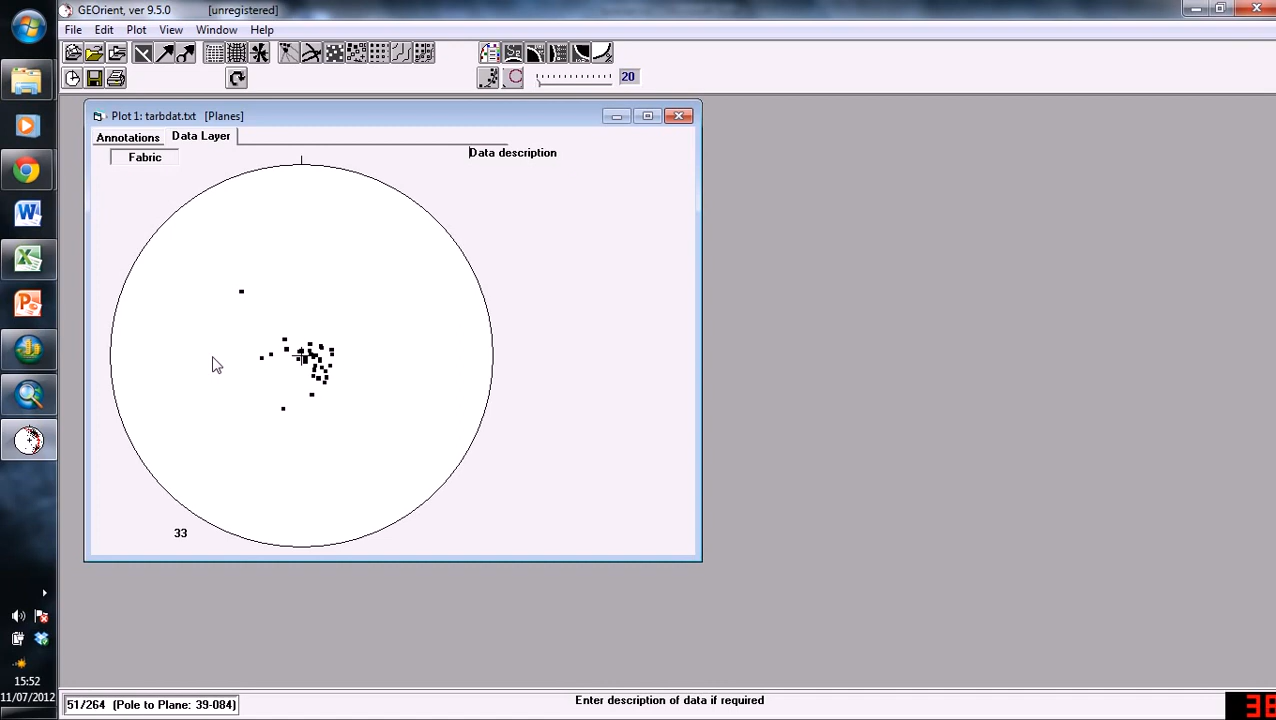 GEOrient, ver 9.5.0 [unregistered]
File Edit Plot Window Help
20
Plot 1: tarbdat.txt [Planes]
Annotations Data Layer
Fabric
Data description
33
15:52
11/07/2012
51/264 (Pole to Plane: 39-084)
Enter description of data if required
38